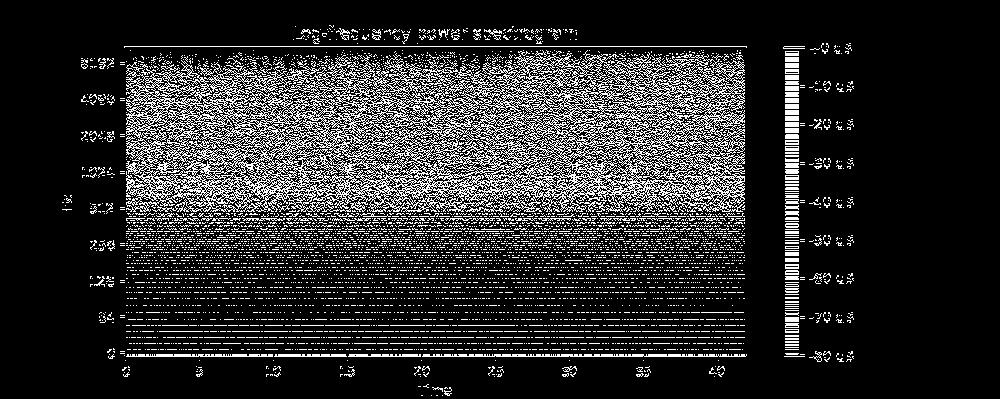 Log-frequency power spectrogram
8192
4096
2048
1024
512
256
128
64
0
Hz
0
5
10
15
20
25
30
35
40
Time
-10 dB
-20 dB
-30 dB
-40 dB
-50 dB
-60 dB
-70 dB
-80 dB